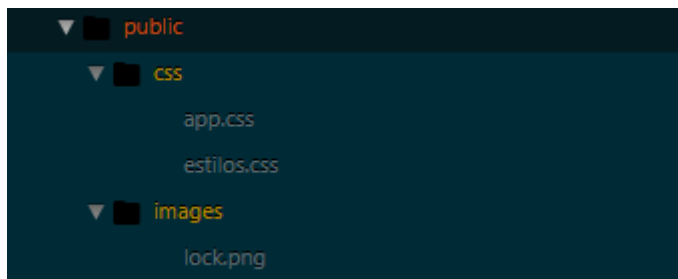 public
css
app.css
estilos.css
images
lock.png